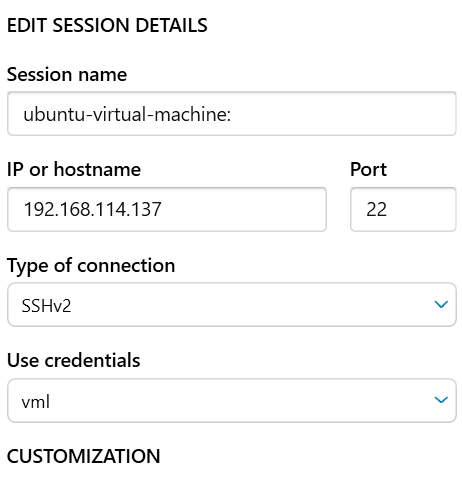 EDIT SESSION DETAILS
Session name
ubuntu-virtual-machine:
IP or hostname Port
192.168.114.137 22
Type of connection
SSHv2
Use credentials
vml
CUSTOMIZATION